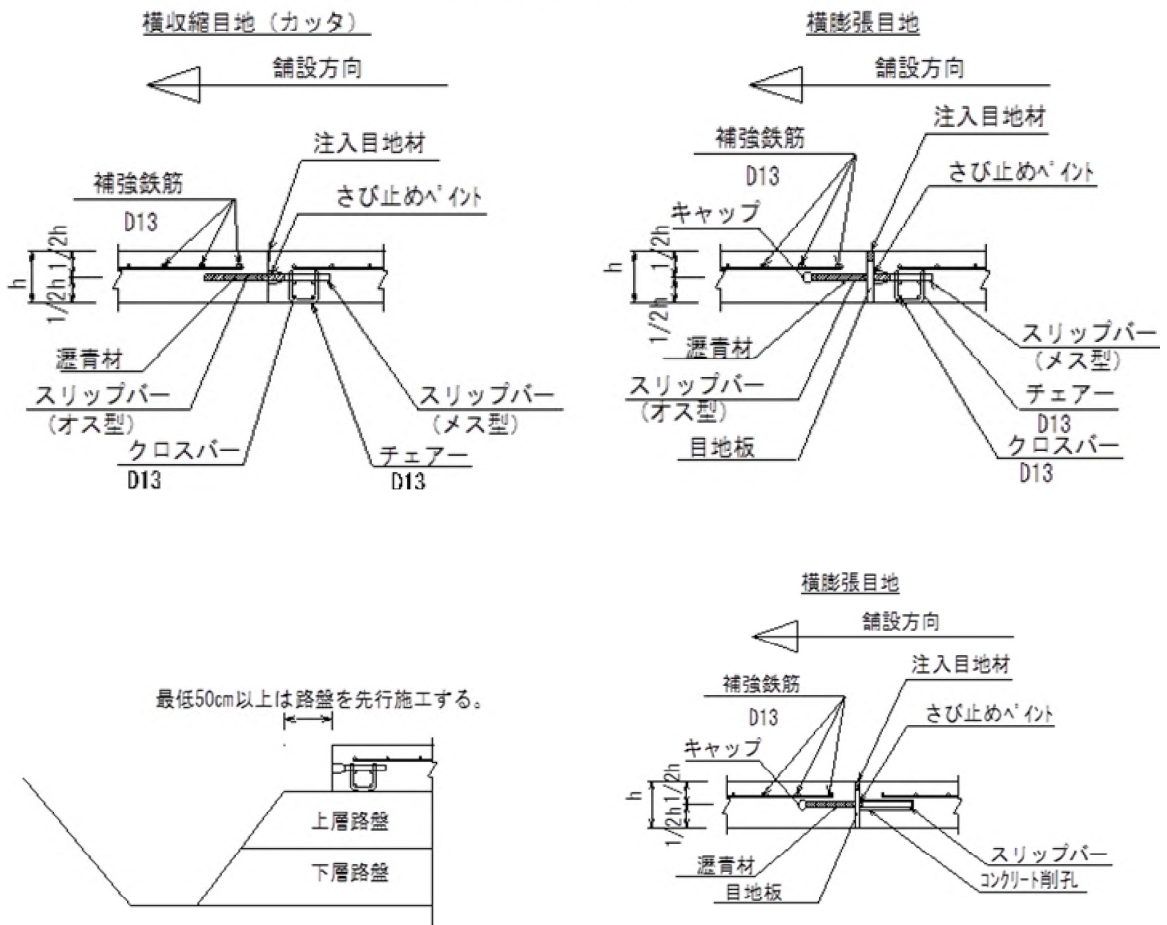 横収縮目地（カッタ）
舗設方向
注入目地材
補強鉄筋
D13
さび止めペイント
h
1/2h
1/2h
瀝青材
スリップバー
(オス型)
スリップバー
(メス型)
クロスバー
D13
チェアー
D13
横膨張目地
舗設方向
注入目地材
補強鉄筋
D13
さび止めペイント
キャップ
h
1/2h
1/2h
瀝青材
スリップバー
(メス型)
スリップバー
(オス型)
チェアー
D13
目地板
クロスバー
D13
最低50cm以上は路盤を先行施工する。
上層路盤
下層路盤
横膨張目地
舗設方向
注入目地材
補強鉄筋
D13
さび止めペイント
キャップ
h
1/2h
1/2h
瀝青材
スリップバー
コンクリート削孔
目地板